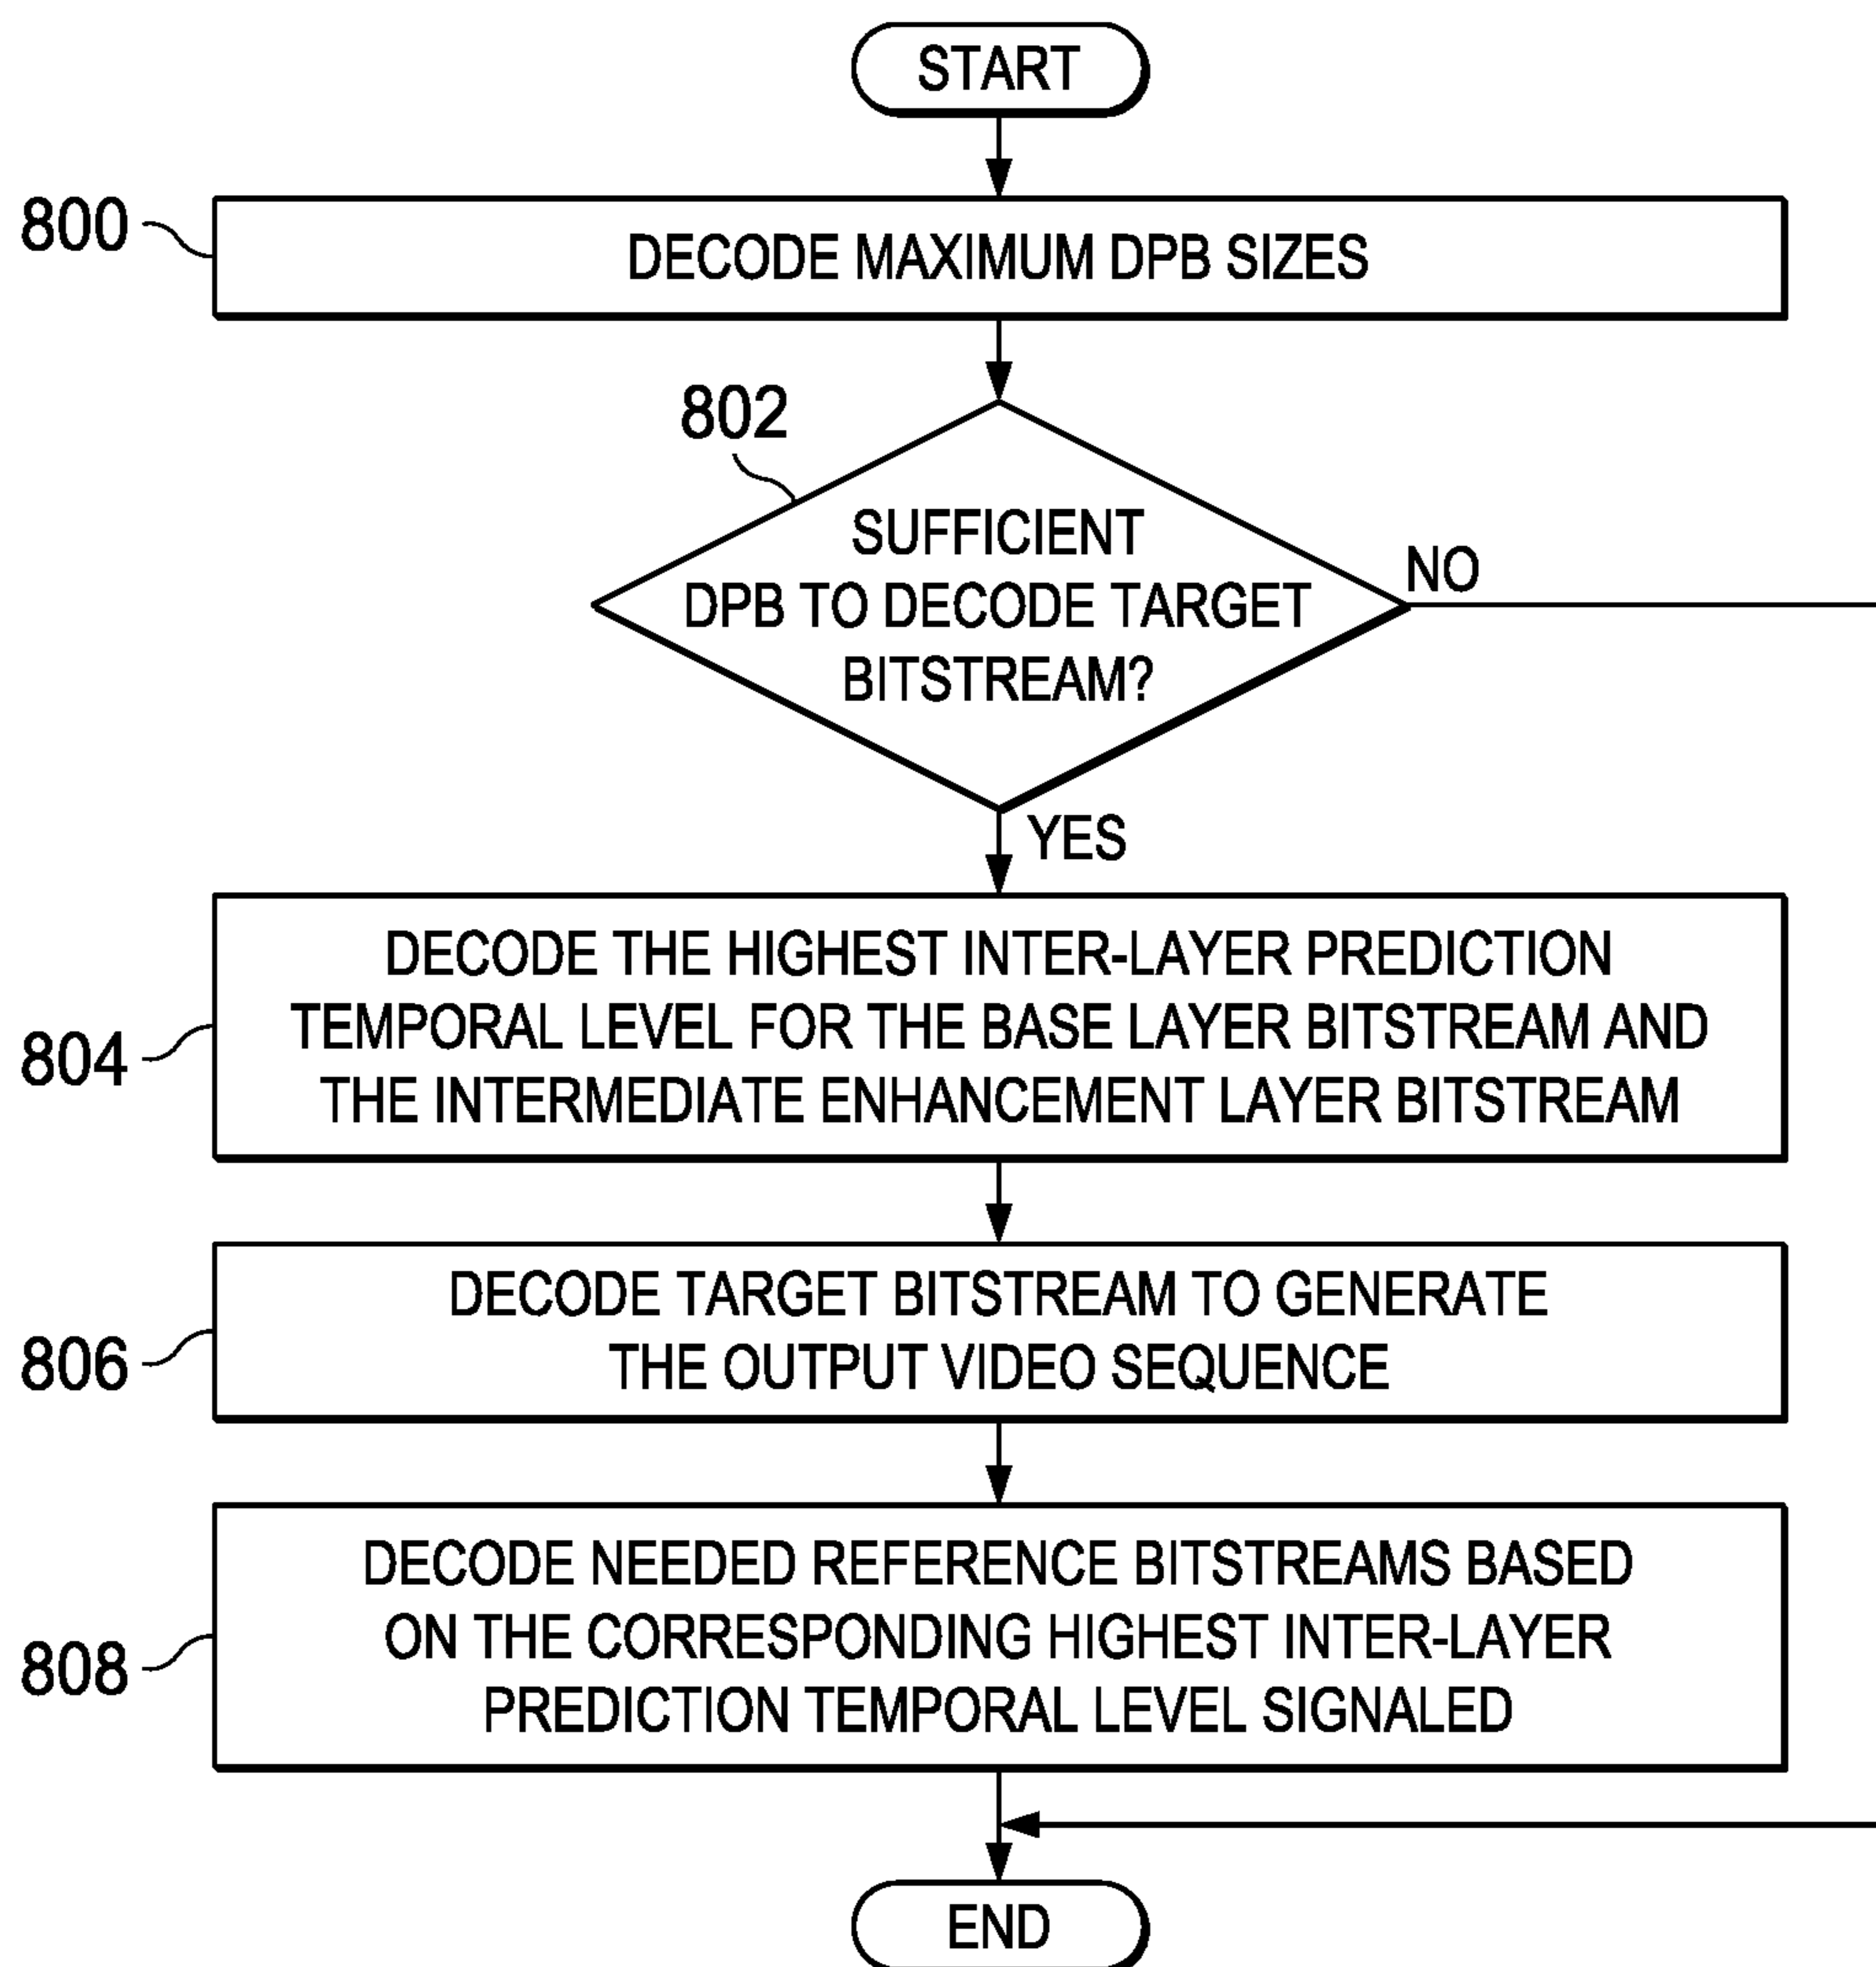 START
800
DECODE MAXIMUM DPB SIZES
802
SUFFICIENT
DPB TO DECODE TARGET
BITSTREAM?
NO
YES
DECODE THE HIGHEST INTER-LAYER PREDICTION
TEMPORAL LEVEL FOR THE BASE LAYER BITSTREAM AND
THE INTERMEDIATE ENHANCEMENT LAYER BITSTREAM
804
DECODE TARGET BITSTREAM TO GENERATE
THE OUTPUT VIDEO SEQUENCE
806
DECODE NEEDED REFERENCE BITSTREAMS BASED
ON THE CORRESPONDING HIGHEST INTER-LAYER
PREDICTION TEMPORAL LEVEL SIGNALED
808
END